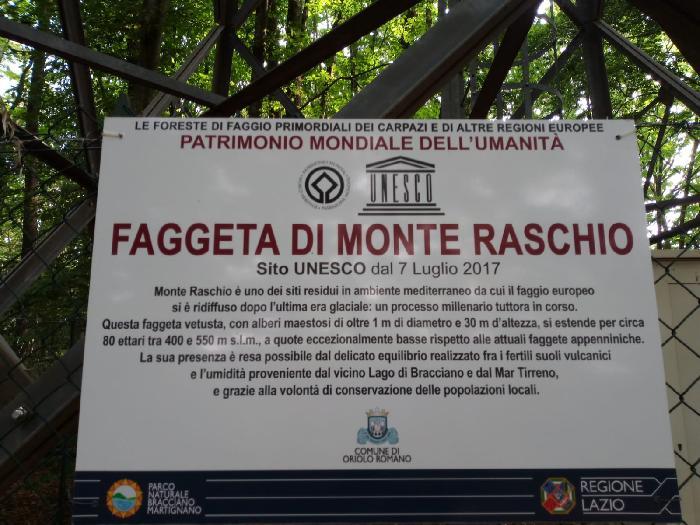 LE FORESTE DI FAGGIO PRIMORDIALI DEI CARPAZI E DI ALTRE REGIONI EUROPEE
PATRIMONIO MONDIALE DELL'UMANITÀ
UNESCO
FAGGETA DI MONTE RASCHIO
Sito UNESCO dal 7 Luglio 2017
Monte Raschio è uno dei siti residui in ambiente mediterraneo da cui il faggio europeo
si è ridiffuso dopo l'ultima era glaciale: un processo millenario tuttora in corso.
Questa faggeta vetusta, con alberi maestosi di oltre 1 m di diametro e 30 m d'altezza, si estende per circa
80 ettari tra 400 e 550 m s.l.m., a quote eccezionalmente basse rispetto alle attuali faggete appenniniche.
La sua presenza è resa possibile dal delicato equilibrio realizzato fra i fertili suoli vulcanici
e l'umidità proveniente dal vicino Lago di Bracciano e dal Mar Tirreno,
e grazie alla volontà di conservazione delle popolazioni locali.
COMUNE DI
ORIOLO ROMANO
PARCO
NATURALE
BRACCIANO
MARTIGNANO
REGIONE
LAZIO